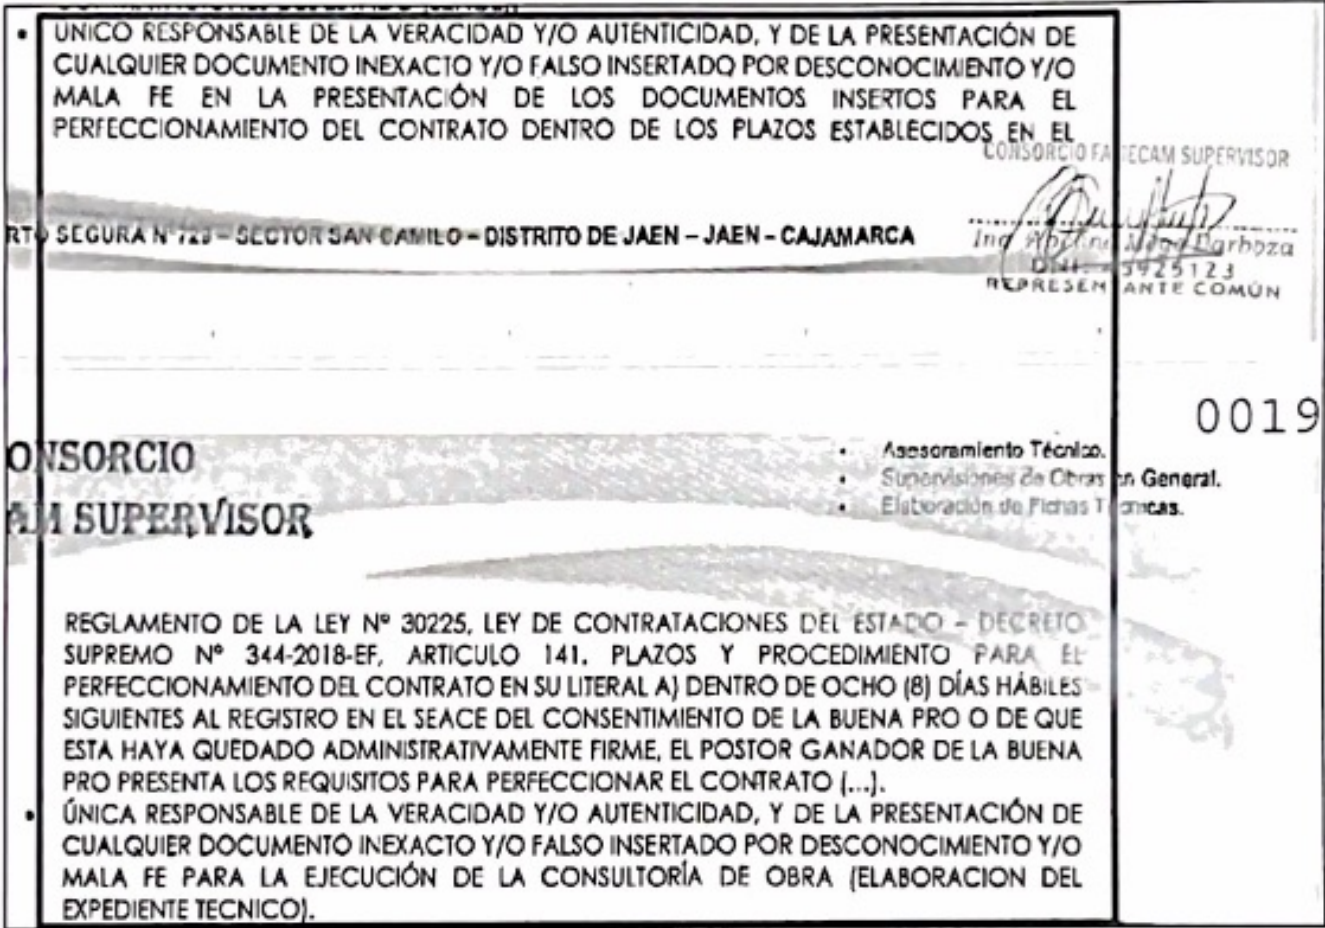 • UNICO RESPONSABLE DE LA VERACIDAD Y/O AUTENTICIDAD, Y DE LA PRESENTACIÓN DE
CUALQUIER DOCUMENTO INEXACTO Y/O FALSO INSERTADO POR DESCONOCIMIENTO Y/O
MALA FE EN LA PRESENTACIÓN DE LOS DOCUMENTOS INSERTOS PARA EL
PERFECCIONAMIENTO DEL CONTRATO DENTRO DE LOS PLAZOS ESTABLECIDOS EN EL
CONSORCIO FA TECAM SUPERVISOR
RTO SEGURA Nº 729 – SECTOR SAN CAMILO – DISTRITO DE JAEN – JAEN – CAJAMARCA
Ing Barboza
REPRESENTANTE COMÚN
0019
ONSORCIO
AM SUPERVISOR
• Asesoramiento Técnico.
• Supervisiones de Obras en General.
• Elaboración de Fichas Técnicas.
REGLAMENTO DE LA LEY Nº 30225, LEY DE CONTRATACIONES DEL ESTADO – DECRETO
SUPREMO Nº 344-2018-EF, ARTICULO 141. PLAZOS Y PROCEDIMIENTO PARA EL
PERFECCIONAMIENTO DEL CONTRATO EN SU LITERAL A) DENTRO DE OCHO (8) DÍAS HÁBILES
SIGUIENTES AL REGISTRO EN EL SEACE DEL CONSENTIMIENTO DE LA BUENA PRO O DE QUE
ESTA HAYA QUEDADO ADMINISTRATIVAMENTE FIRME, EL POSTOR GANADOR DE LA BUENA
PRO PRESENTA LOS REQUISITOS PARA PERFECCIONAR EL CONTRATO (...).
• ÚNICA RESPONSABLE DE LA VERACIDAD Y/O AUTENTICIDAD, Y DE LA PRESENTACIÓN DE
CUALQUIER DOCUMENTO INEXACTO Y/O FALSO INSERTADO POR DESCONOCIMIENTO Y/O
MALA FE PARA LA EJECUCIÓN DE LA CONSULTORÍA DE OBRA (ELABORACION DEL
EXPEDIENTE TECNICO).